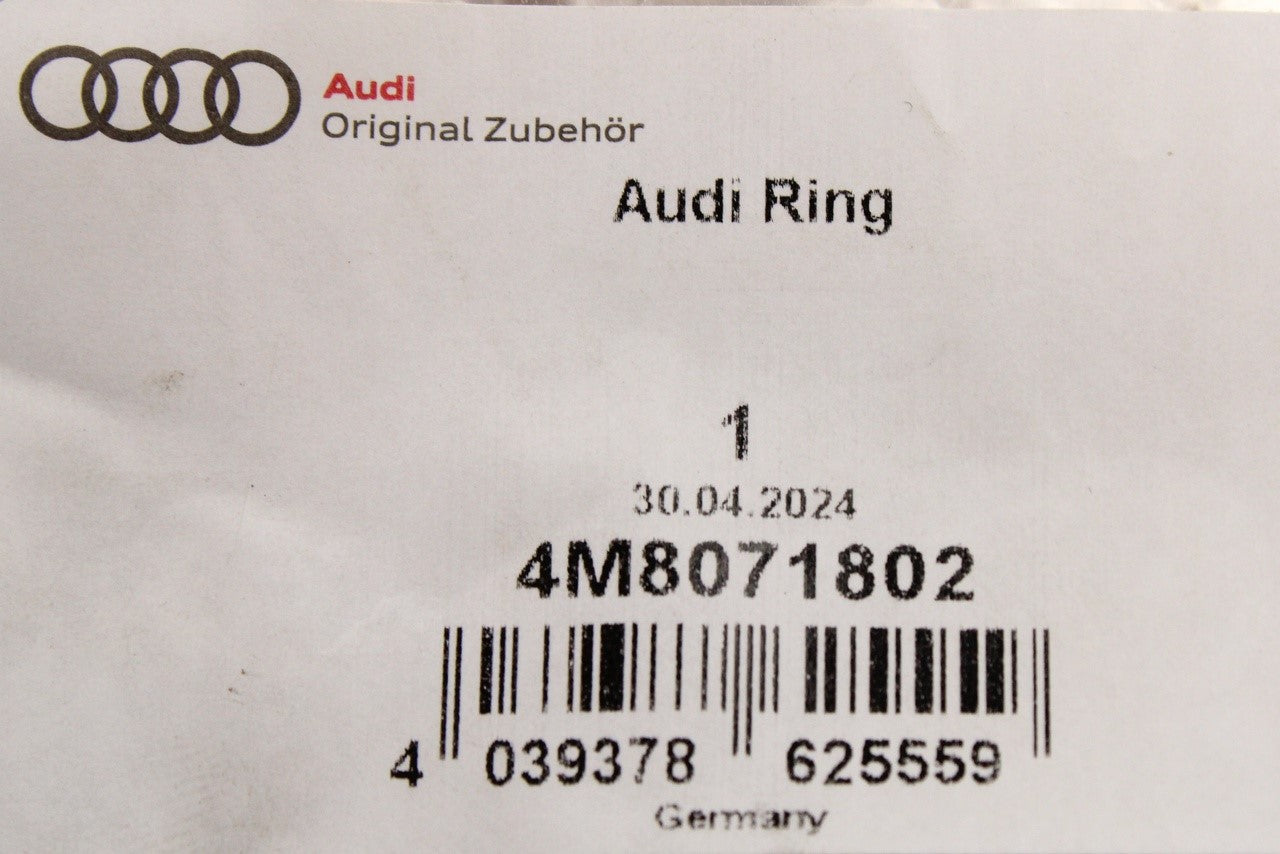 Audi
Original Zubehör
Audi Ring
1
30.04.2024
4M8071802
4 039378 625559
Germany